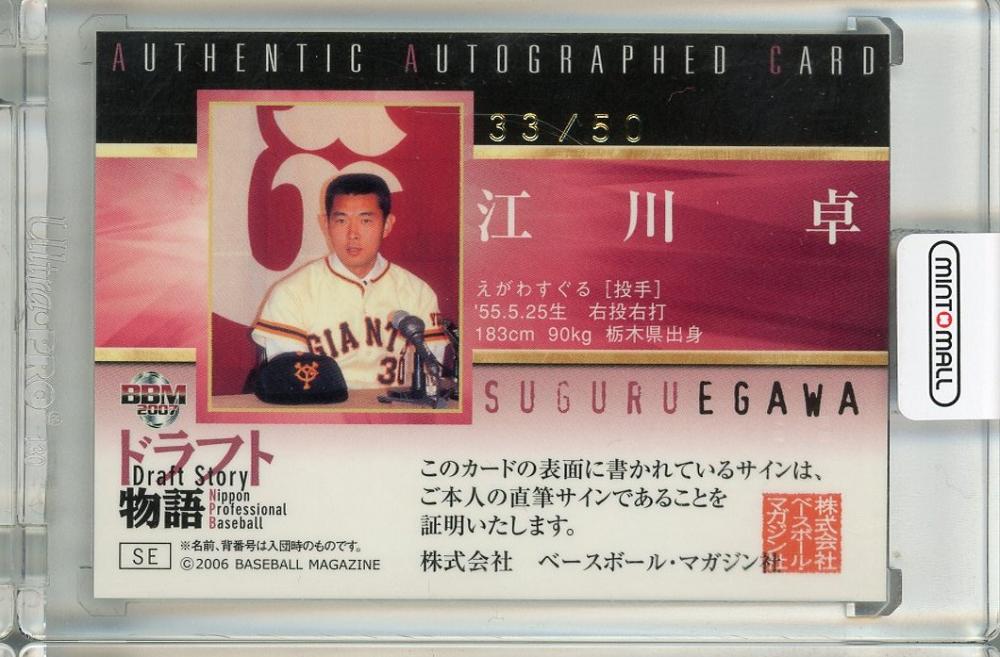 AUTHENTIC AUTOGRAPHED CARD
33/50
江川 卓
えがわすぐる [投手]
'55.5.25生 右投右打
183cm 90kg 栃木県出身
GIANT
30
SUGURU EGAWA
BBM
2007
ドラフト
Draft Story
物語
Nippon
Professional
Baseball
このカードの表面に書かれているサインは、
ご本人の直筆サインであることを
証明いたします。
株式会社 ベースボール・マガジン社
株式会社
ベースボール
マガジン社
SE
※名前、背番号は入団時のものです。
©2006 BASEBALL MAGAZINE
MINTOMALL
Ultra PRO®
130